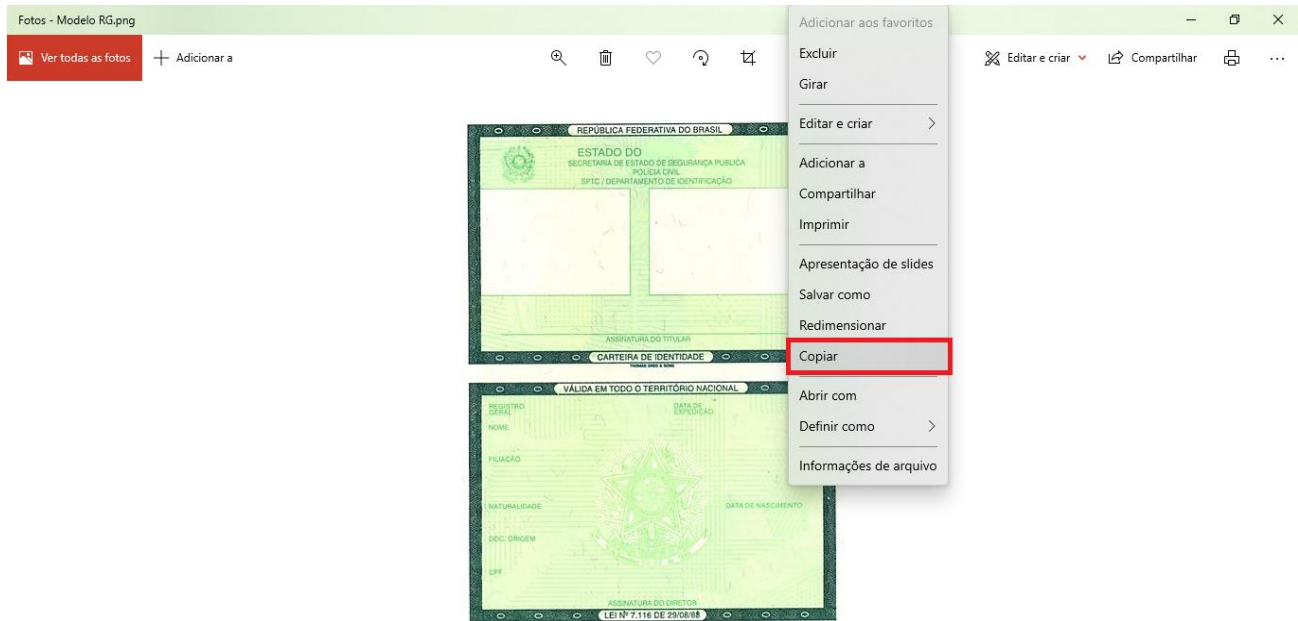 Fotos - Modelo RG.png
Ver todas as fotos
Adicionar a
Editar e criar
Compartilhar
REPÚBLICA FEDERATIVA DO BRASIL
ESTADO DO
SECRETARIA DE ESTADO DE SEGURANÇA PUBLICA
POLICIA CIVIL
SPTC / DEPARTAMENTO DE IDENTIFICAÇÃO
ASSINATURA DO TITULAR
CARTEIRA DE IDENTIDADE
THOMAS GREG & SONS
VÁLIDA EM TODO O TERRITÓRIO NACIONAL
REGISTRO
GERAL
DATA DE
EXPEDIÇÃO
NOME
FILIAÇÃO
NATURALIDADE
DATA DE NASCIMENTO
DOC. ORIGEM
CPF
ASSINATURA DO DIRETOR
LEI Nº 7.116 DE 29/08/83
Adicionar aos favoritos
Excluir
Girar
Editar e criar
Adicionar a
Compartilhar
Imprimir
Apresentação de slides
Salvar como
Redimensionar
Copiar
Abrir com
Definir como
Informações de arquivo